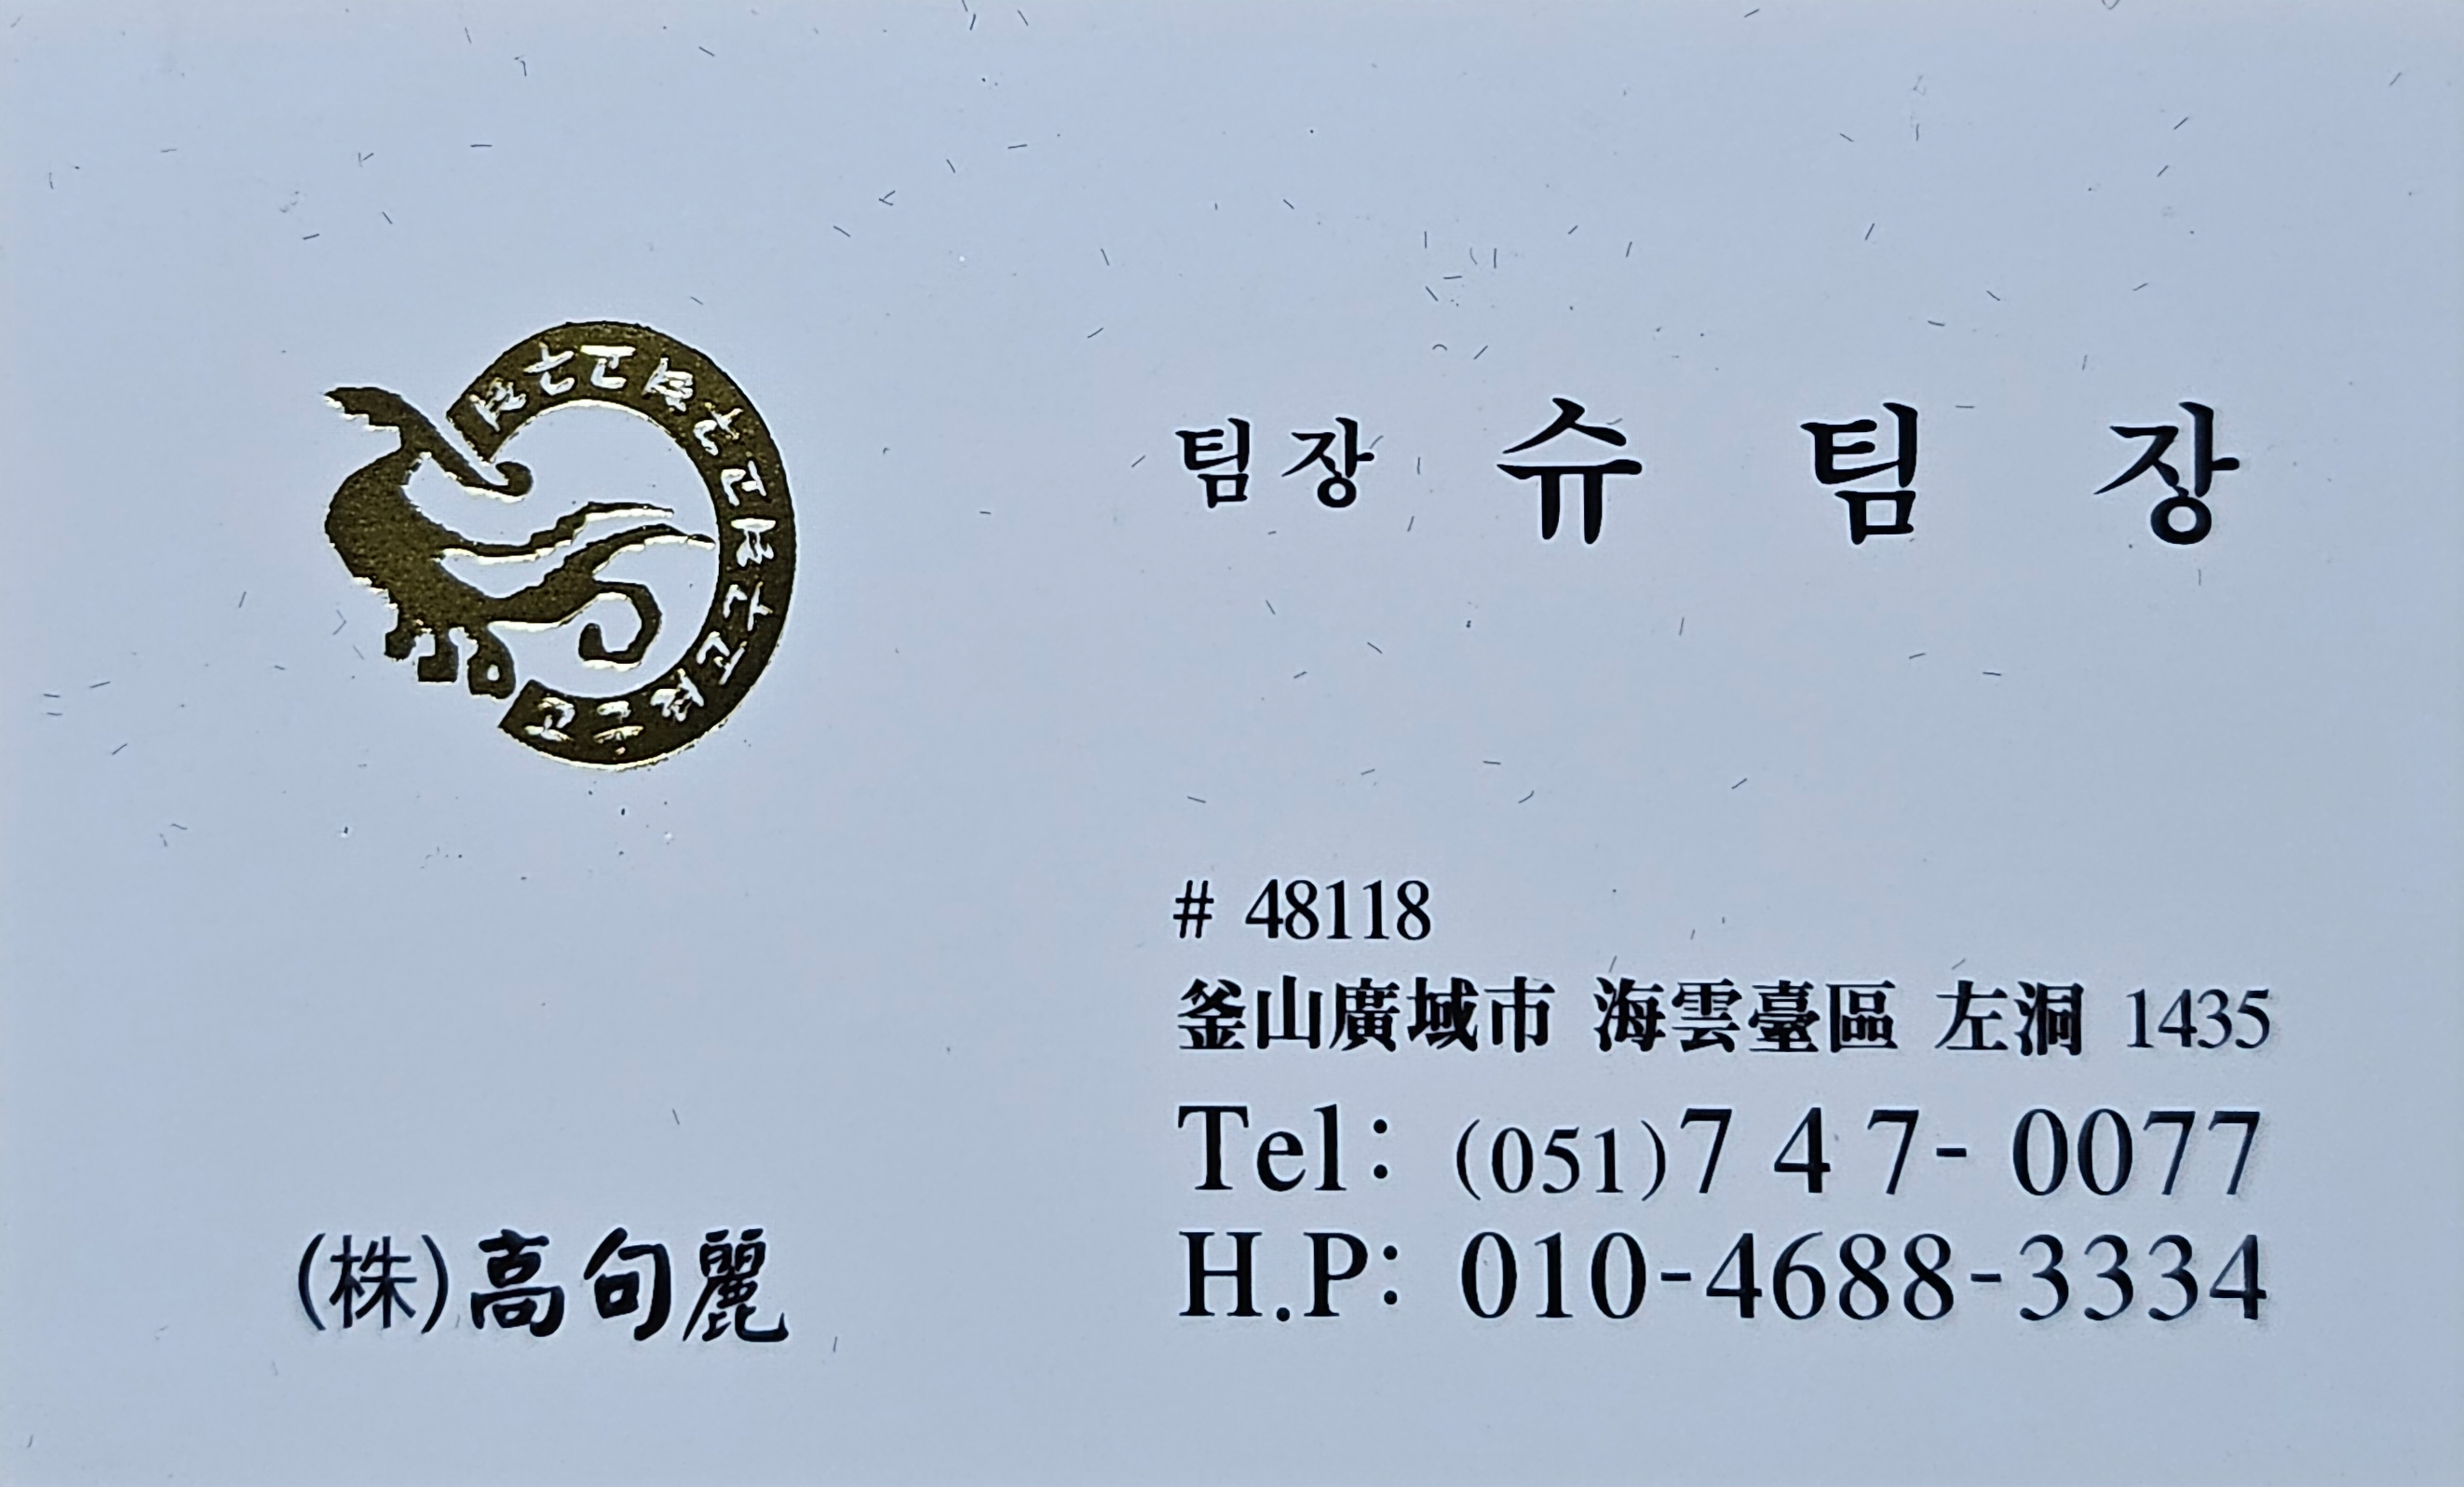 팀장 슈 팀 장
# 48118
釜山廣域市 海雲臺區 左洞 1435
Tel: (051)7 4 7- 0077
H.P: 010-4688-3334
(株)高句麗